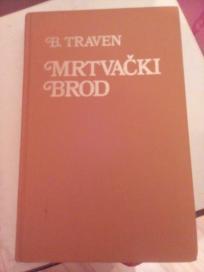 B. TRAVEN
MRTVAČKI
BROD